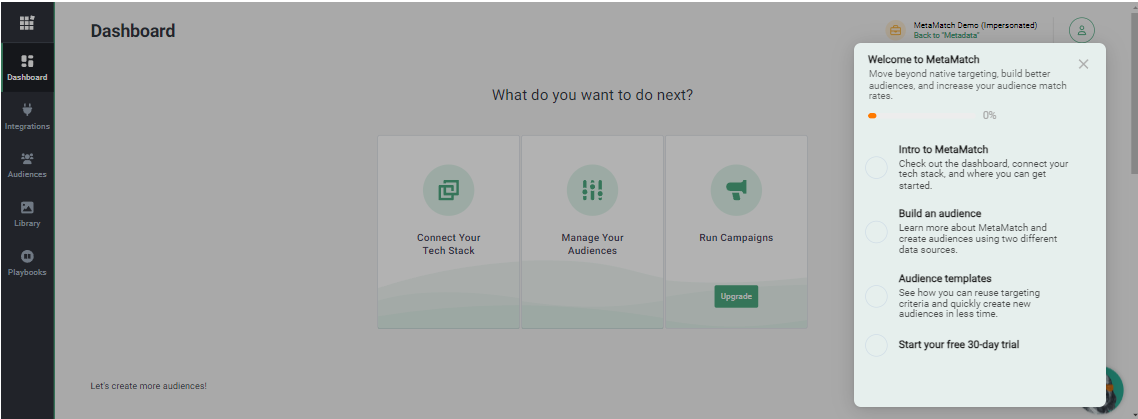 Dashboard
MetaMatch Demo (Impersonated)
Back to "Metadata"
Dashboard
Integrations
Audiences
Library
Playbooks
What do you want to do next?
Connect Your
Tech Stack
Manage Your
Audiences
Run Campaigns
Upgrade
Let's create more audiences!
Welcome to MetaMatch
Move beyond native targeting, build better
audiences, and increase your audience match
rates.
0%
Intro to MetaMatch
Check out the dashboard, connect your
tech stack, and where you can get
started.
Build an audience
Learn more about MetaMatch and
create audiences using two different
data sources.
Audience templates
See how you can reuse targeting
criteria and quickly create new
audiences in less time.
Start your free 30-day trial